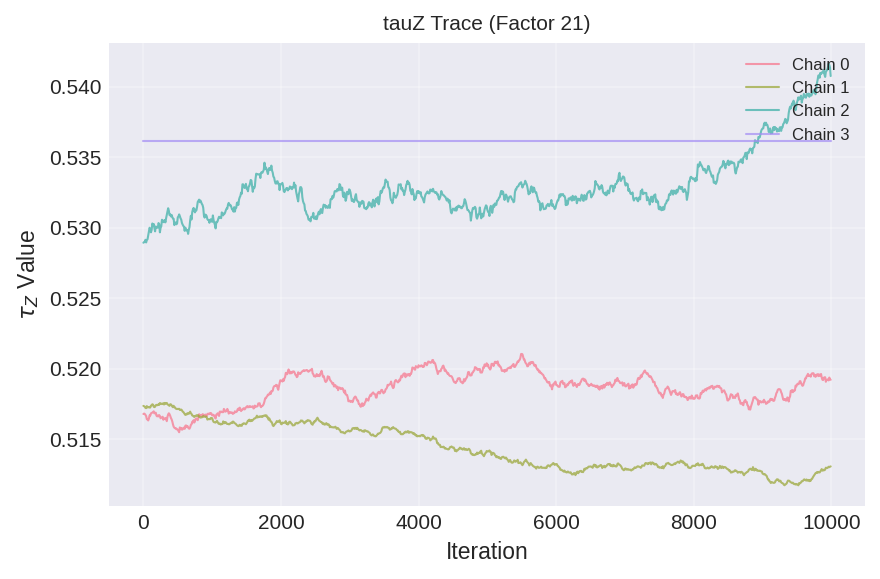 tauZ Trace (Factor 21)
Chain 0
Chain 1
Chain 2
Chain 3
0.540
0.535
0.530
0.525
0.520
0.515
τZ Value
0 2000 4000 6000 8000 10000
Iteration